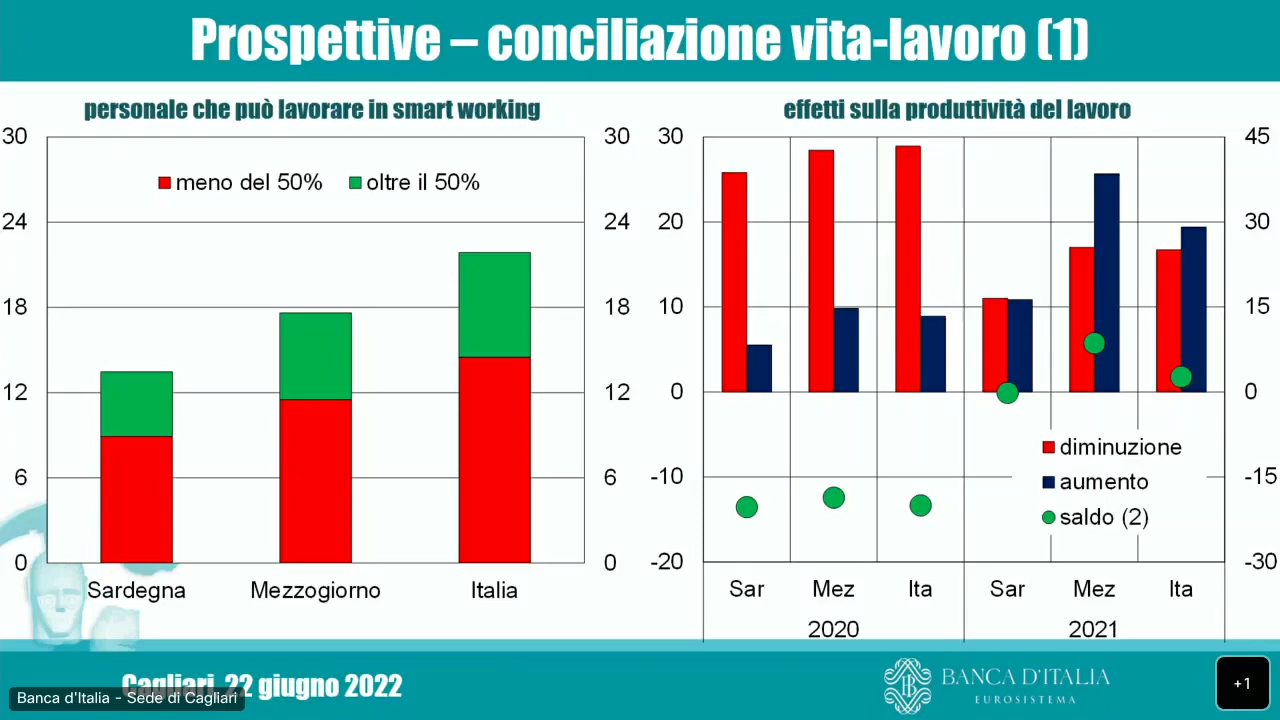 Prospettive – conciliazione vita-lavoro (1)
personale che può lavorare in smart working
30
24
18
12
6
0
meno del 50%
oltre il 50%
30
24
18
12
6
0
Sardegna
Mezzogiorno
Italia
effetti sulla produttività del lavoro
30
20
10
0
-10
-20
45
30
15
0
-15
-30
diminuzione
aumento
saldo (2)
Sar
Mez
Ita
Sar
Mez
Ita
2020
2021
Cagliari, 22 giugno 2022
Banca d'Italia - Sede di Cagliari
BANCA D'ITALIA
EUROSISTEMA
+1